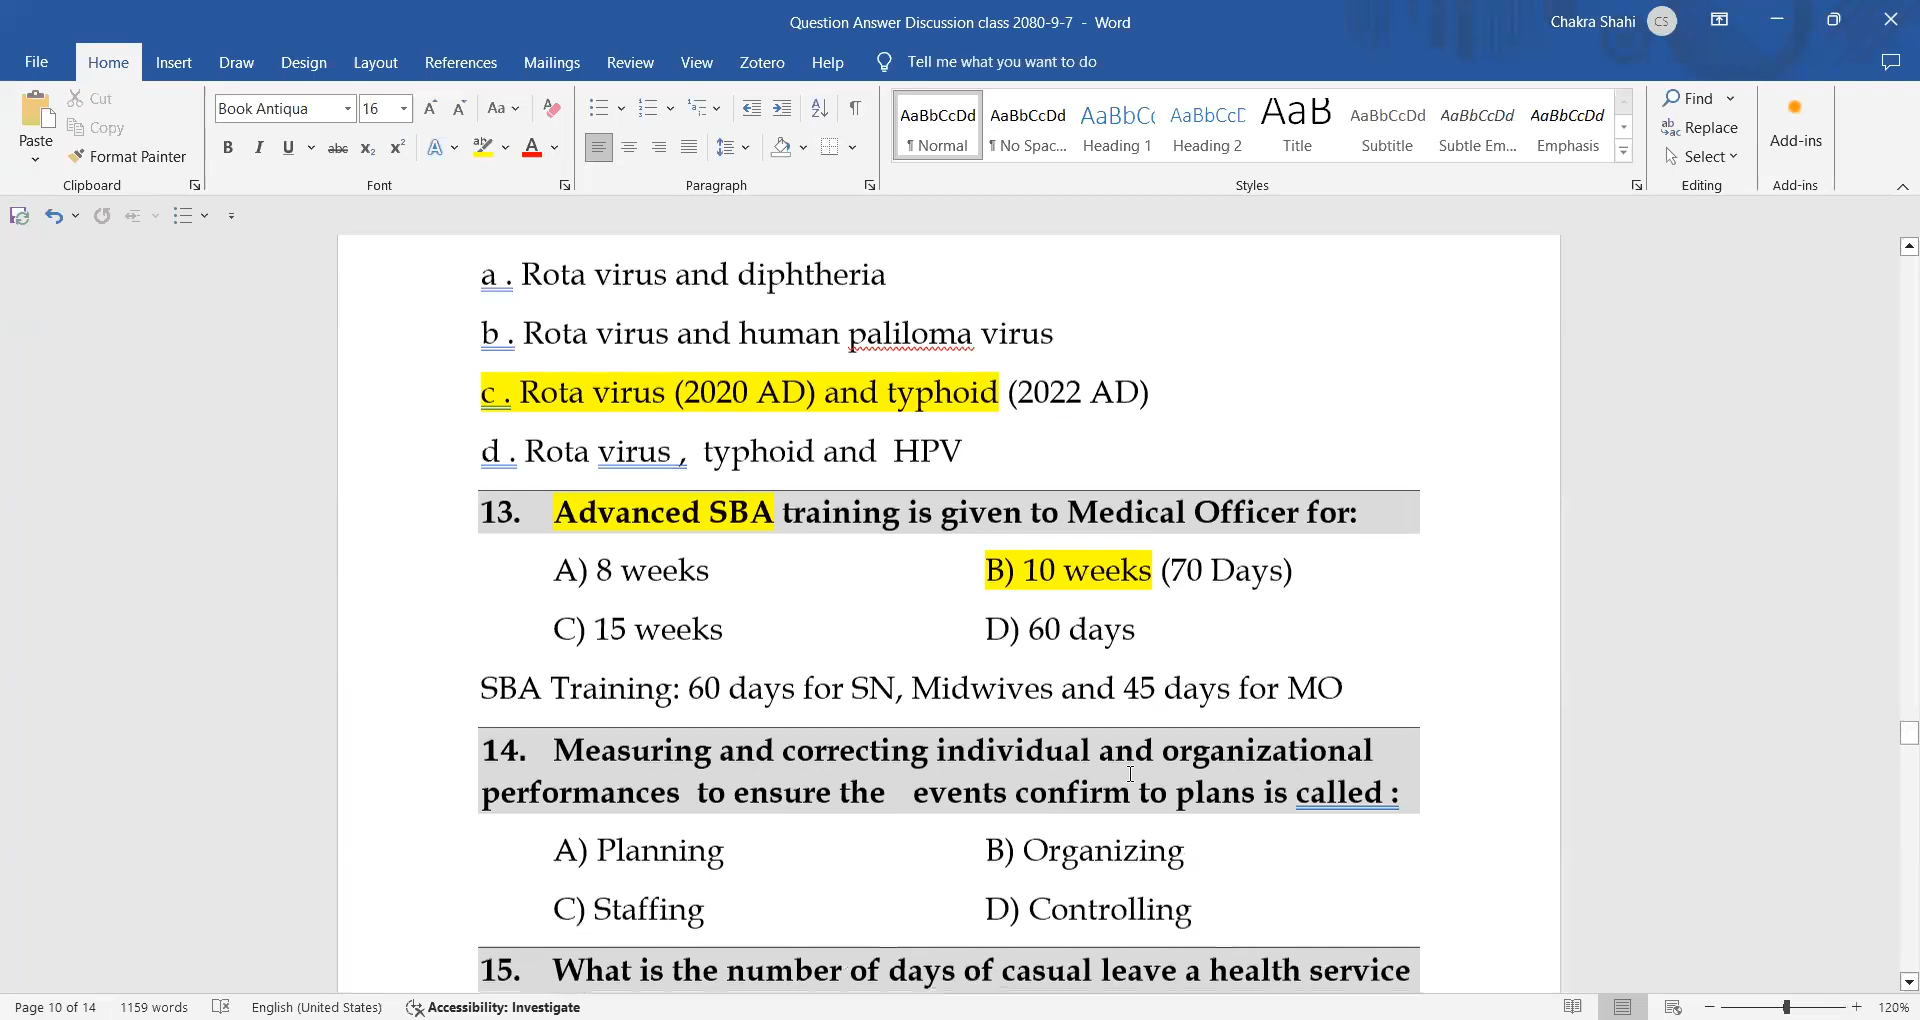 Question Answer Discussion class 2080-9-7 - Word
Chakra Shahi CS
File Home Insert Draw Design Layout References Mailings Review View Zotero Help Tell me what you want to do
Paste
Cut
Copy
Format Painter
Clipboard
Book Antiqua 16
Font
Paragraph
AaBbCcDd AaBbCcDd AaBbCc AaBbCcD AaB AaBbCcDd AaBbCcDd AaBbCcDd
¶ Normal ¶ No Spac... Heading 1 Heading 2 Title Subtitle Subtle Em... Emphasis
Styles
Find
Replace
Select
Editing
Add-ins
Add-ins
a . Rota virus and diphtheria
b . Rota virus and human paliloma virus
c . Rota virus (2020 AD) and typhoid (2022 AD)
d . Rota virus , typhoid and HPV
13. Advanced SBA training is given to Medical Officer for:
A) 8 weeks B) 10 weeks (70 Days)
C) 15 weeks D) 60 days
SBA Training: 60 days for SN, Midwives and 45 days for MO
14. Measuring and correcting individual and organizational
performances to ensure the events confirm to plans is called :
A) Planning B) Organizing
C) Staffing D) Controlling
15. What is the number of days of casual leave a health service
Page 10 of 14 1159 words English (United States) Accessibility: Investigate 120%